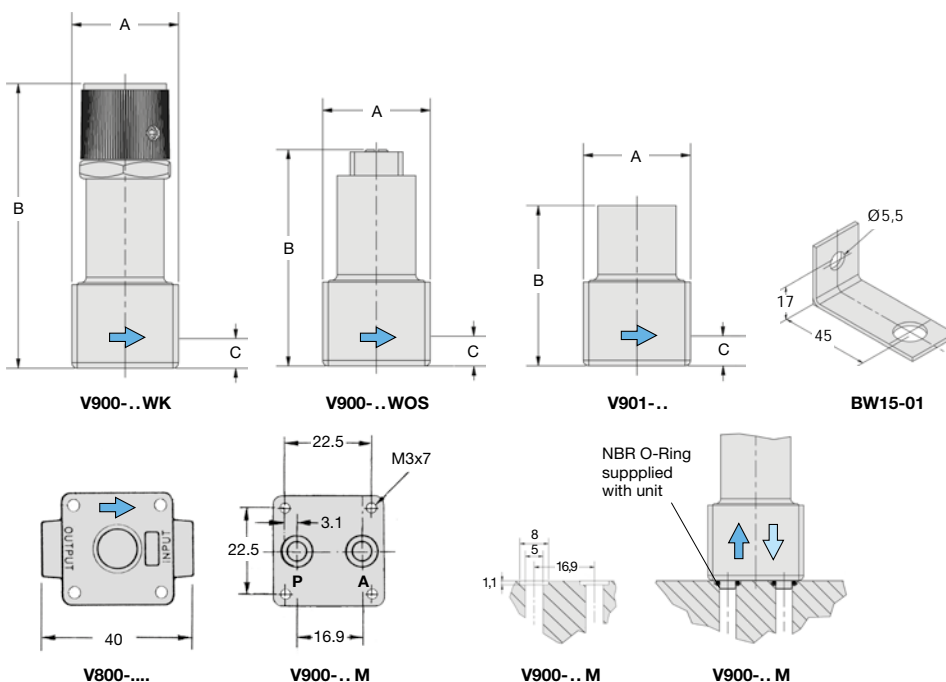 A
B
C
V900-..WK
A
B
C
V900-..WOS
A
B
C
V901-..
Ø5,5
17
45
BW15-01
OUTPUT
INPUT
40
V800-....
22.5
M3x7
3.1
22.5
P
A
16.9
V900-.. M
8
5
16,9
1,1
V900-.. M
NBR O-Ring
suppplied
with unit
V900-.. M